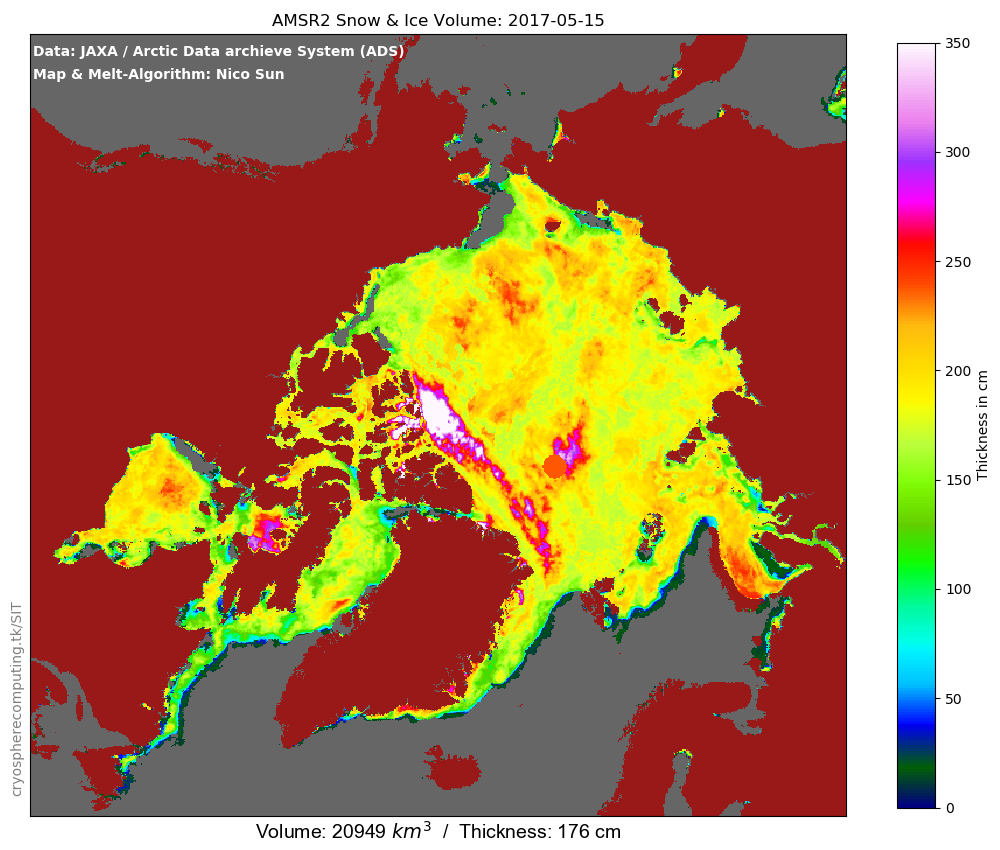 AMSR2 Snow & Ice Volume: 2017-05-15
Data: JAXA / Arctic Data archieve System (ADS)
Map & Melt-Algorithm: Nico Sun
350
300
250
200
150
100
50
0
Thickness in cm
cryospherecomputing.tk/SIT
Volume: 20949 km³ / Thickness: 176 cm